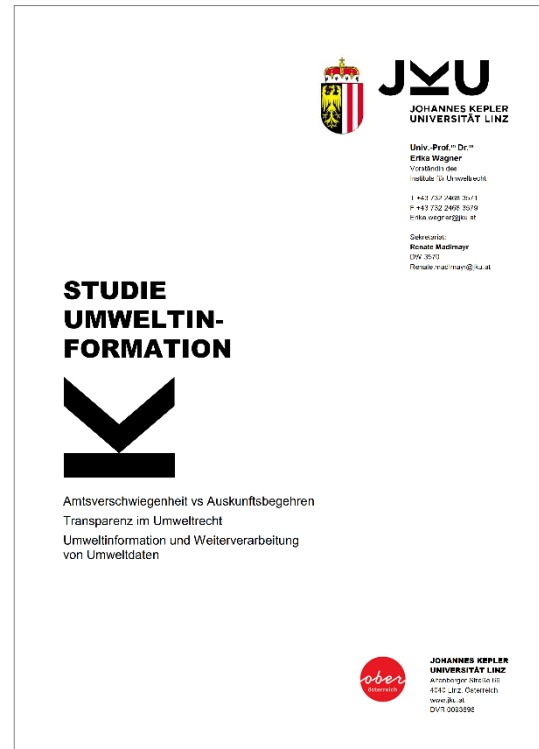 JKU
JOHANNES KEPLER
UNIVERSITÄT LINZ
Univ.-Prof.in Dr.in
Erika Wagner
Vorständin des
Instituts für Umweltrecht
T +43 732 2468 3571
F +43 732 2468 3579
Erika.wagner@jku.at
Sekretariat:
Renate Madlmayr
DW 3570
Renate.madlmayr@jku.at
STUDIE
UMWELTIN-
FORMATION
Amtsverschwiegenheit vs Auskunftsbegehren
Transparenz im Umweltrecht
Umweltinformation und Weiterverarbeitung
von Umweltdaten
ober
österreich
JOHANNES KEPLER
UNIVERSITÄT LINZ
Altenberger Straße 69
4040 Linz, Österreich
www.jku.at
DVR 0093696